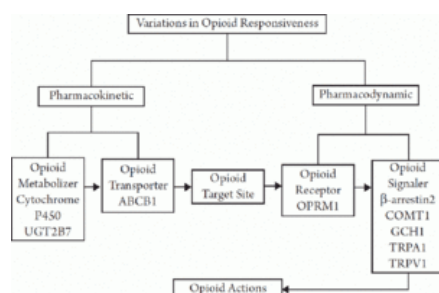 Variations in Opioid Responsiveness
Pharmacokinetic
Pharmacodynamic
Opioid
Metabolizer
Cytochrome
P450
UGT2B7
Opioid
Transporter
ABCB1
Opioid
Target Site
Opioid
Receptor
OPRM1
Opioid
Signaler
β-arrestin2
COMT1
GCH1
TRPA1
TRPV1
Opioid Actions